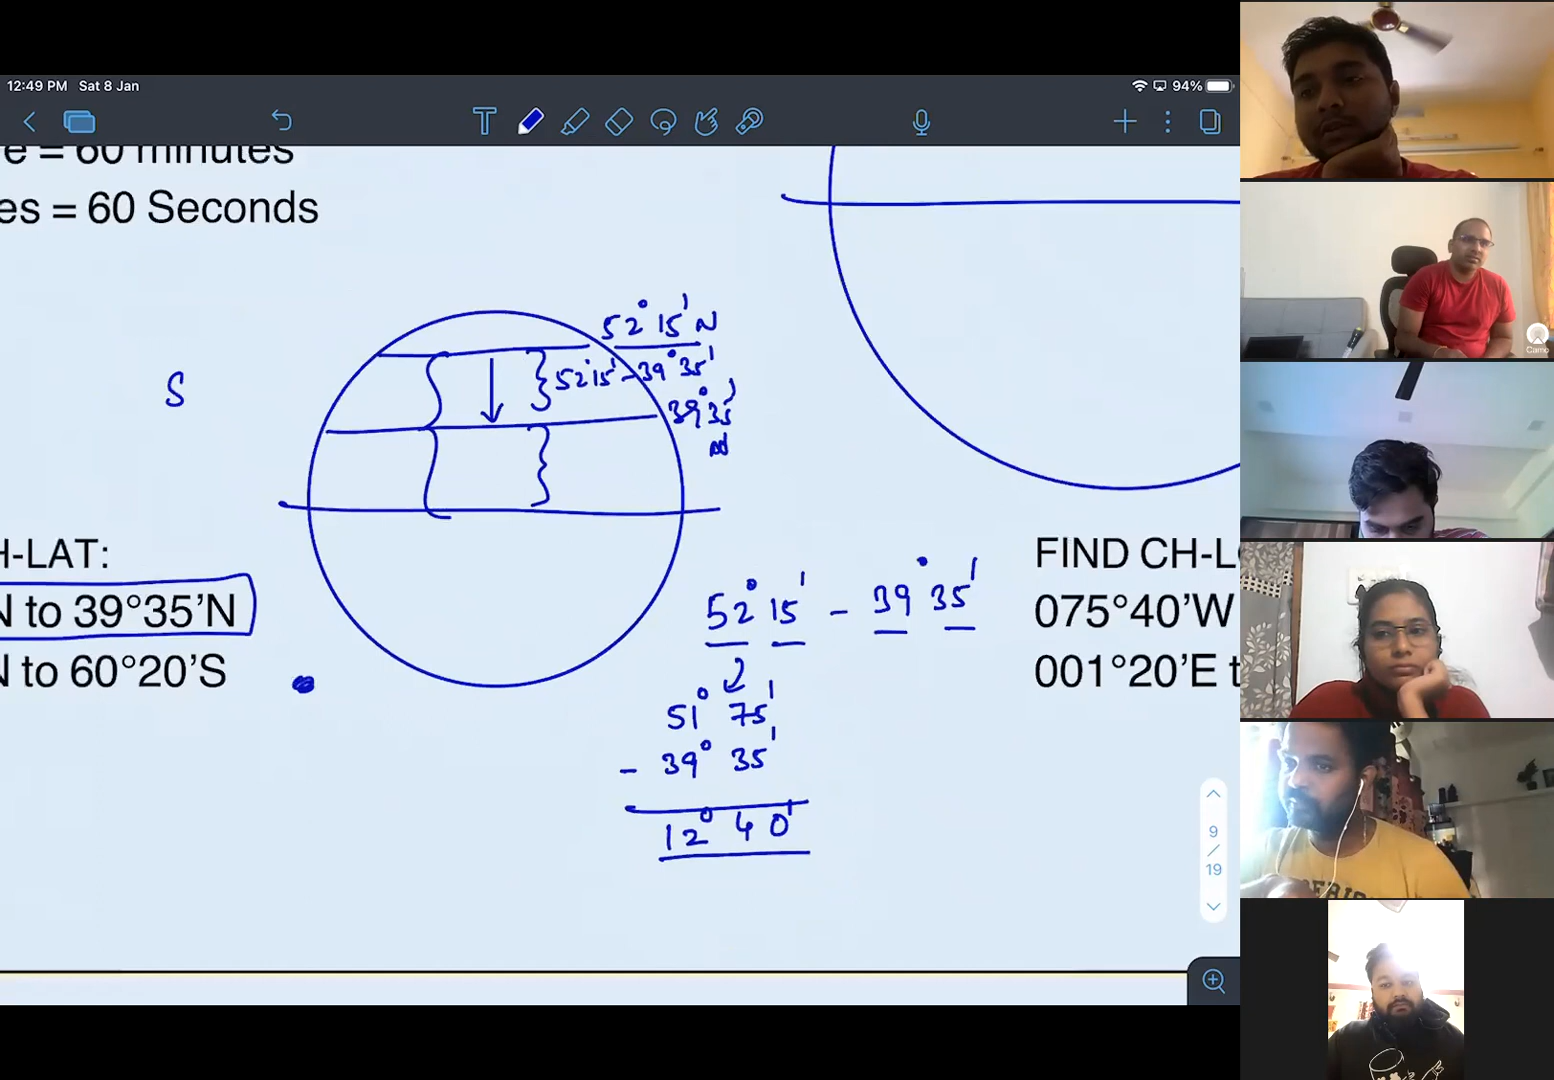 12:49 PM Sat 8 Jan
94%
e = 60 minutes
es = 60 Seconds
52° 15' N
52° 15' - 39° 35'
39° 35'
N
S
H-LAT:
N to 39°35'N
N to 60°20'S
52° 15' - 39° 35'
51° 75'
- 39° 35'
12° 40'
FIND CH-L
075°40'W
001°20'E t
9
/
19
Camo